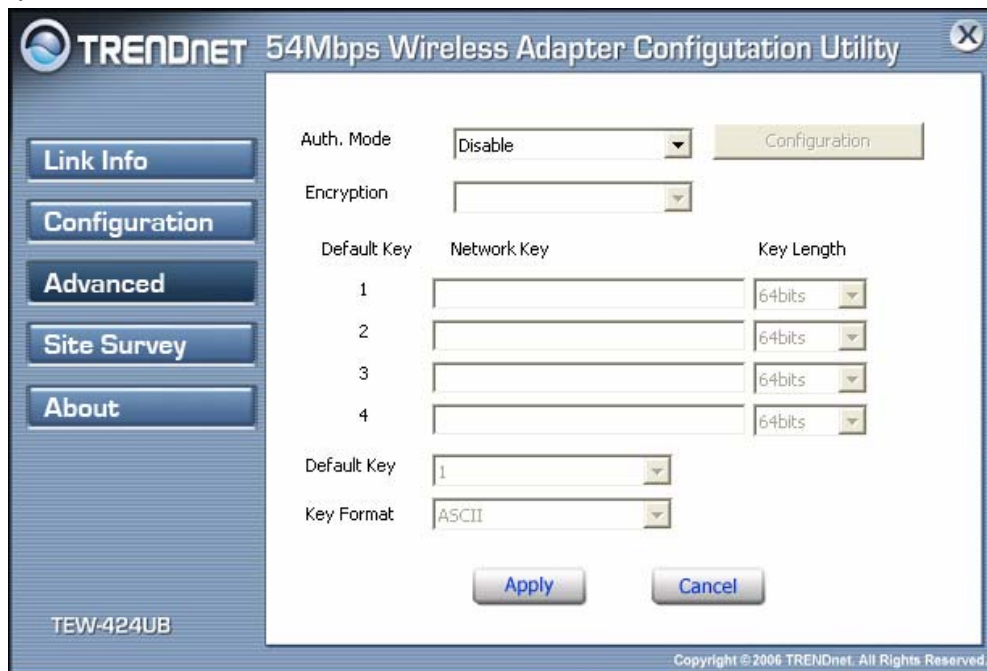 TRENDnet 54Mbps Wireless Adapter Configutation Utility X
Link Info
Configuration
Advanced
Site Survey
About
TEW-424UB
Auth. Mode Disable Configuration
Encryption
Default Key Network Key Key Length
1 64bits
2 64bits
3 64bits
4 64bits
Default Key 1
Key Format ASCII
Apply Cancel
Copyright © 2006 TRENDnet. All Rights Reserved.